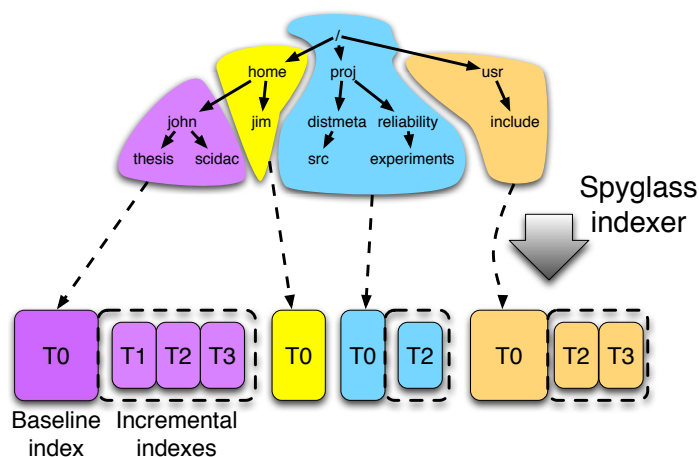 /
home proj usr
john jim distmeta reliability include
thesis scidac src experiments
Spyglass
indexer
T0 T1 T2 T3 T0 T0 T2 T0 T2 T3
Baseline
index
Incremental
indexes